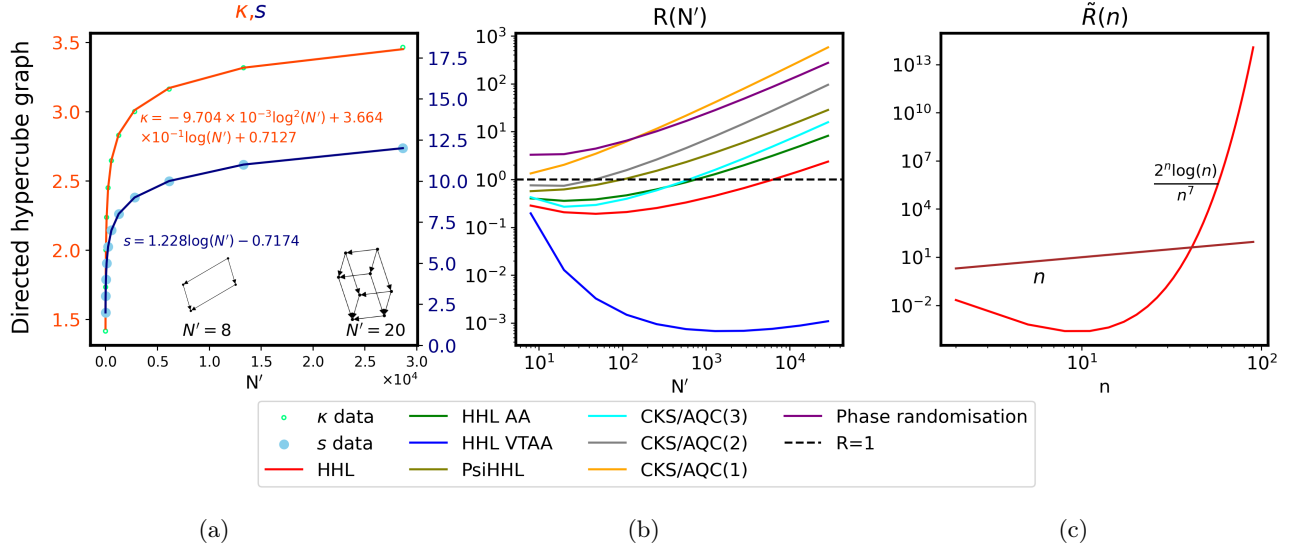 κ,s
Directed hypercube graph
3.5
3.0
2.5
2.0
1.5
17.5
15.0
12.5
10.0
7.5
5.0
2.5
0.0
κ = − 9.704 × 10⁻³log²(N′) + 3.664
×10⁻¹log(N′) + 0.7127
s = 1.228log(N′) − 0.7174
N′ = 8
N′ = 20
0.0 0.5 1.0 1.5 2.0 2.5 3.0
×10⁴
N′
R(N′)
10³
10²
10¹
10⁰
10⁻¹
10⁻²
10⁻³
10¹ 10² 10³ 10⁴
N′
R̃(n)
10¹³
10¹⁰
10⁷
10⁴
10¹
10⁻²
2ⁿlog(n)
n⁷
n
10¹ 10²
n
κ data
s data
HHL
HHL AA
HHL VTAA
PsiHHL
CKS/AQC(3)
CKS/AQC(2)
CKS/AQC(1)
Phase randomisation
R=1
(a)
(b)
(c)